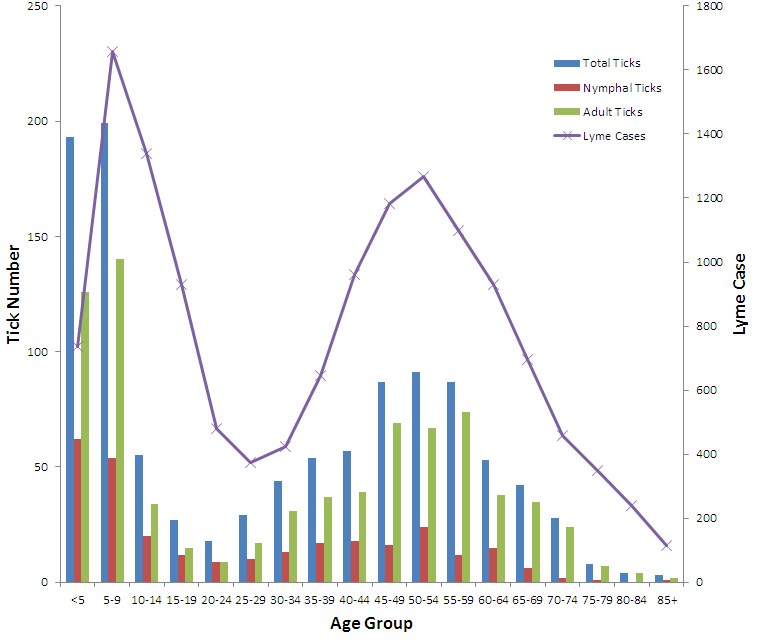 250
200
150
100
50
0
Tick Number
1800
1600
1400
1200
1000
800
600
400
200
0
Lyme Case
Total Ticks
Nymphal Ticks
Adult Ticks
Lyme Cases
<5 5-9 10-14 15-19 20-24 25-29 30-34 35-39 40-44 45-49 50-54 55-59 60-64 65-69 70-74 75-79 80-84 85+
Age Group